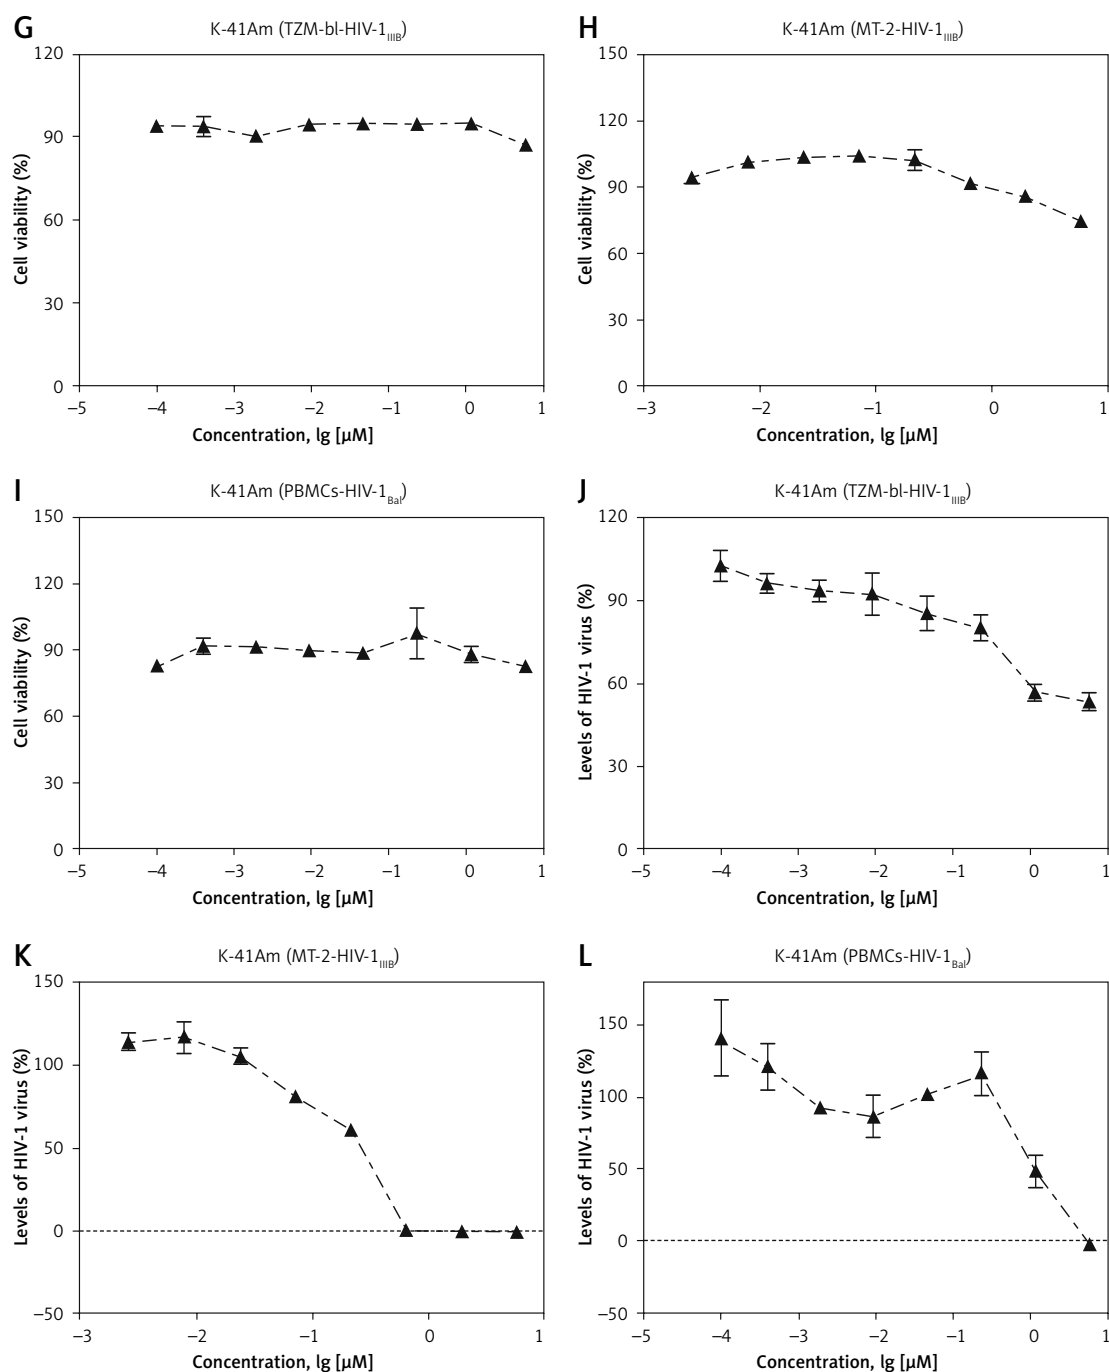 G
K-41Am (TZM-bl-HIV-1IIIB)
120
90
60
30
0
Cell viability (%)
–5 –4 –3 –2 –1 0 1
Concentration, lg [µM]
H
K-41Am (MT-2-HIV-1IIIB)
150
120
90
60
30
0
Cell viability (%)
–3 –2 –1 0 1
Concentration, lg [µM]
I
K-41Am (PBMCs-HIV-1Bal)
150
120
90
60
30
0
Cell viability (%)
–5 –4 –3 –2 –1 0 1
Concentration, lg [µM]
J
K-41Am (TZM-bl-HIV-1IIIB)
120
90
60
30
0
Levels of HIV-1 virus (%)
–5 –4 –3 –2 –1 0 1
Concentration, lg [µM]
K
K-41Am (MT-2-HIV-1IIIB)
150
100
50
0
–50
Levels of HIV-1 virus (%)
–3 –2 –1 0 1
Concentration, lg [µM]
L
K-41Am (PBMCs-HIV-1Bal)
150
100
50
0
–50
Levels of HIV-1 virus (%)
–5 –4 –3 –2 –1 0 1
Concentration, lg [µM]